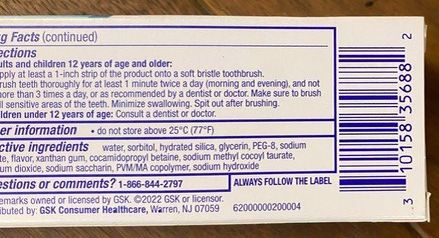 g Facts (continued)
ections
ults and children 12 years of age and older:
pply at least a 1-inch strip of the product onto a soft bristle toothbrush.
rush teeth thoroughly for at least 1 minute twice a day (morning and evening), and not
ore than 3 times a day, or as recommended by a dentist or doctor. Make sure to brush
ll sensitive areas of the teeth. Minimize swallowing. Spit out after brushing.
ildren under 12 years of age: Consult a dentist or doctor.
er information • do not store above 25°C (77°F)
ctive ingredients water, sorbitol, hydrated silica, glycerin, PEG-8, sodium
te, flavor, xanthan gum, cocamidopropyl betaine, sodium methyl cocoyl taurate,
um dioxide, sodium saccharin, PVM/MA copolymer, sodium hydroxide
estions or comments? 1-866-844-2797
ALWAYS FOLLOW THE LABEL
emarks owned or licensed by GSK. ©2022 GSK or licensor.
ributed by: GSK Consumer Healthcare, Warren, NJ 07059 62000000200004
3 10158 35688 2